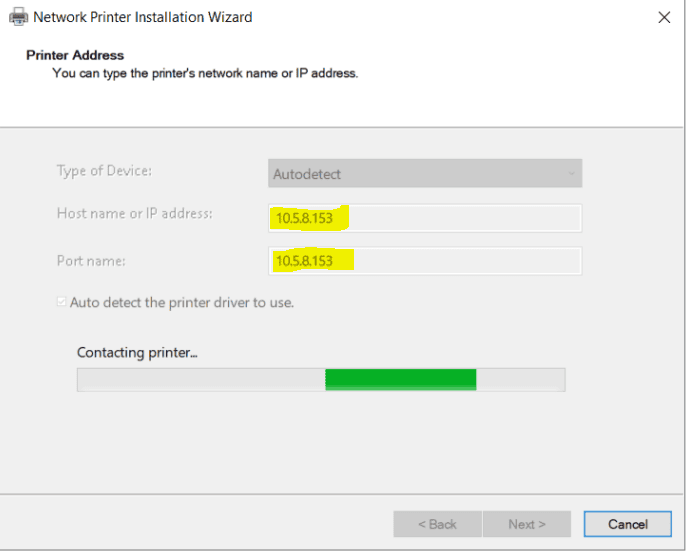 Network Printer Installation Wizard
Printer Address
You can type the printer's network name or IP address.
Type of Device: Autodetect
Host name or IP address: 10.5.8.153
Port name: 10.5.8.153
Auto detect the printer driver to use.
Contacting printer...
< Back Next > Cancel